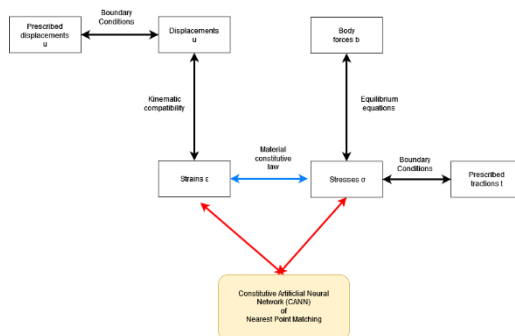 Boundary
Conditions
Prescribed
displacements
u
Displacements
u
Body
forces b
Kinematic
compatibility
Equilibrium
equations
Material
constitutive
law
Boundary
Conditions
Strains ε
Stresses σ
Prescribed
tractions t
Constitutive Artificial Neural
Network (CANN)
of
Nearest Point Matching